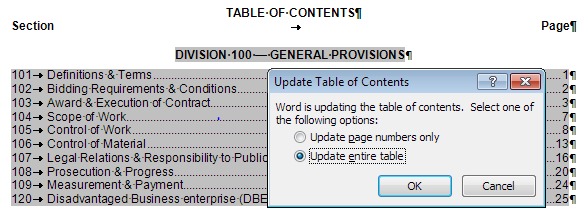 TABLE·OF·CONTENTS¶
Section → Page¶
DIVISION·100·—·GENERAL·PROVISIONS¶
101→ Definitions·&·Terms 1¶
102→ Bidding·Requirements·&·Conditions 2¶
103→ Award·&·Execution·of·Contract 3¶
104→ Scope·of·Work 7¶
105→ Control·of·Work 8¶
106→ Control·of·Material 13¶
107→ Legal·Relations·&·Responsibility·to·Public 16¶
108→ Prosecution·&·Progress 20¶
109→ Measurement·&·Payment 24¶
120→ Disadvantaged·Business·enterprise·(DBE 25¶
Update Table of Contents
Word is updating the table of contents. Select one of
the following options:
Update page numbers only
Update entire table
OK Cancel